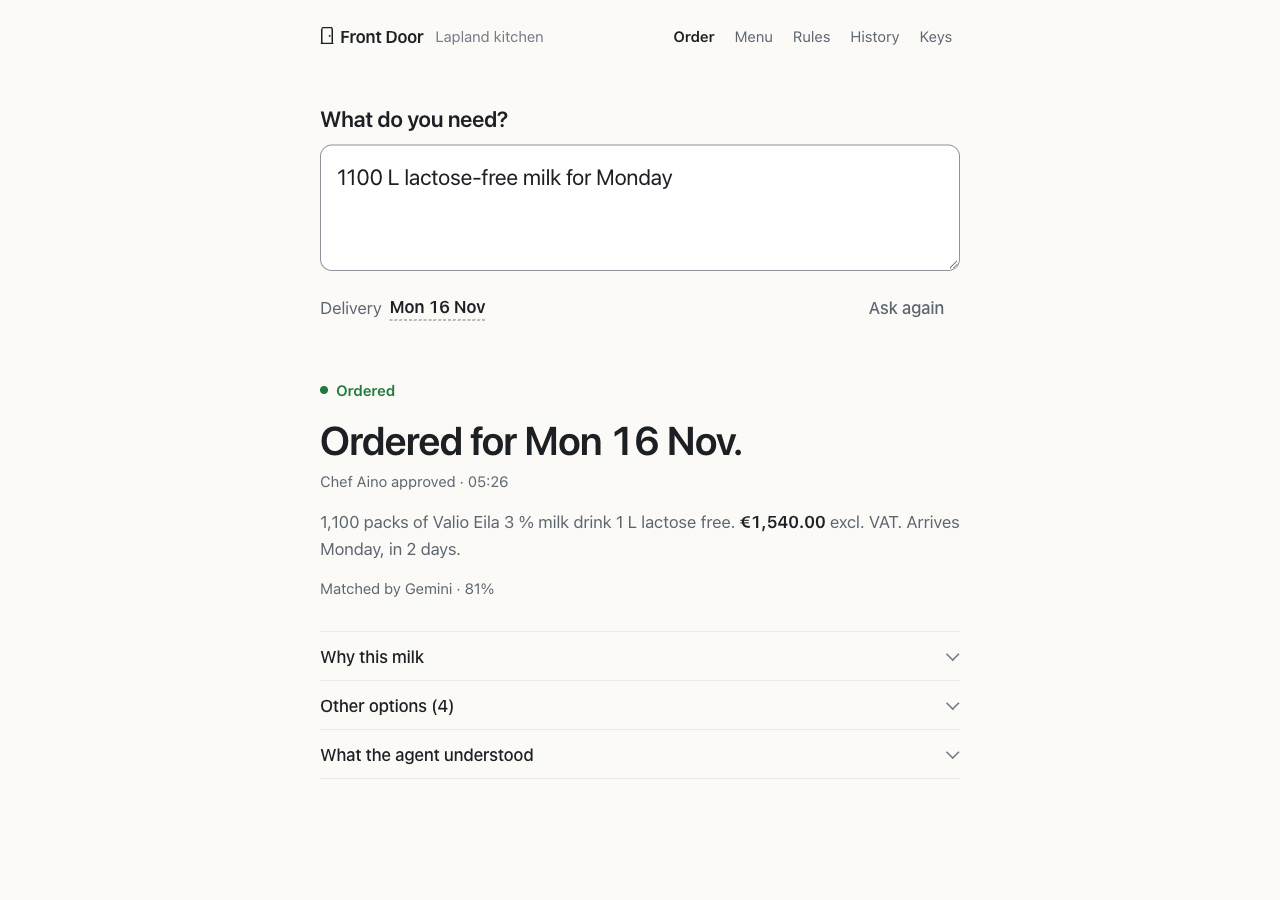 Front Door Lapland kitchen Order Menu Rules History Keys
What do you need?
1100 L lactose-free milk for Monday
Delivery Mon 16 Nov Ask again
Ordered
Ordered for Mon 16 Nov.
Chef Aino approved · 05:26
1,100 packs of Valio Eila 3 % milk drink 1 L lactose free. €1,540.00 excl. VAT. Arrives
Monday, in 2 days.
Matched by Gemini · 81%
Why this milk
Other options (4)
What the agent understood